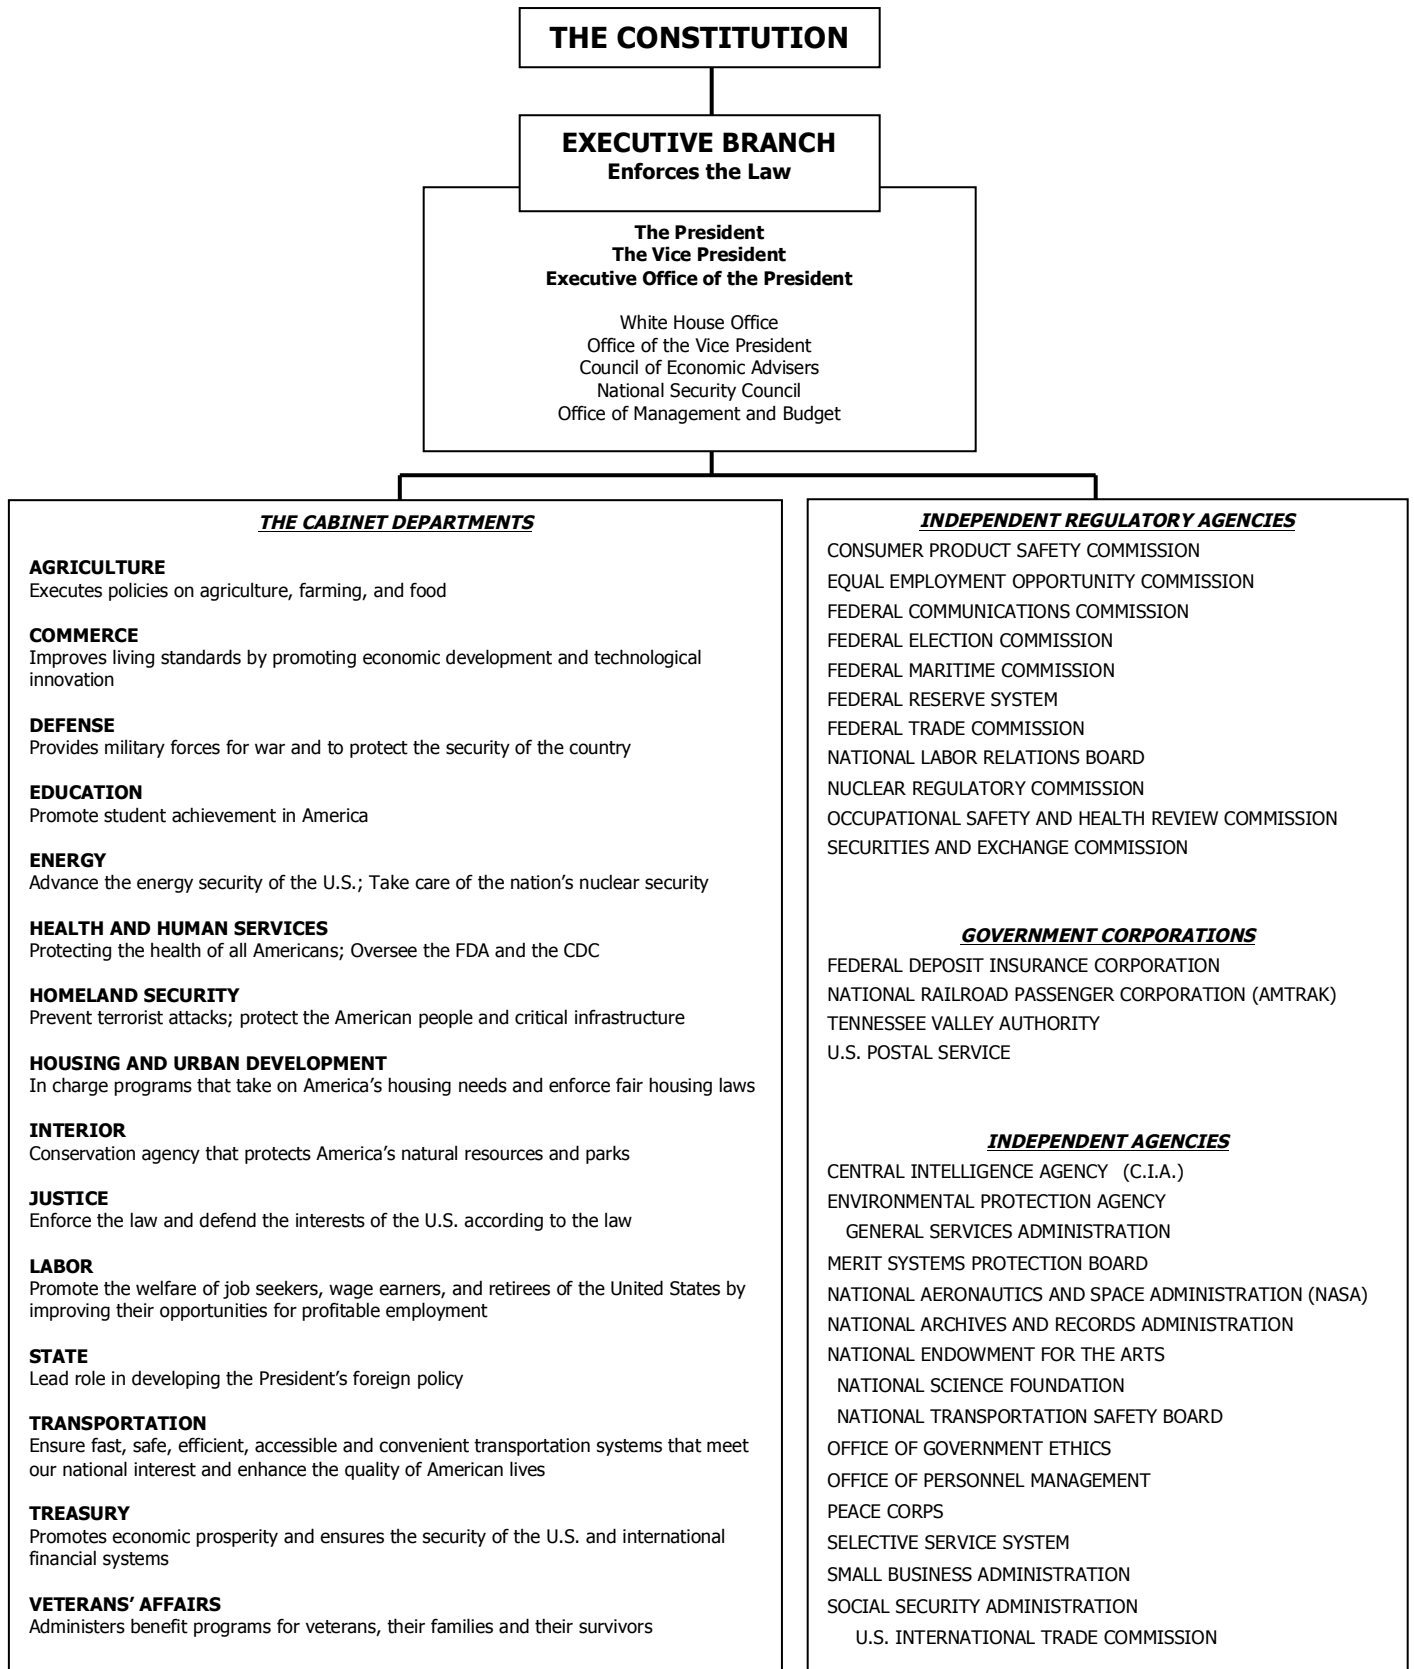 THE CONSTITUTION
EXECUTIVE BRANCH
Enforces the Law
The President
The Vice President
Executive Office of the President
White House Office
Office of the Vice President
Council of Economic Advisers
National Security Council
Office of Management and Budget
THE CABINET DEPARTMENTS
AGRICULTURE
Executes policies on agriculture, farming, and food
COMMERCE
Improves living standards by promoting economic development and technological
innovation
DEFENSE
Provides military forces for war and to protect the security of the country
EDUCATION
Promote student achievement in America
ENERGY
Advance the energy security of the U.S.; Take care of the nation’s nuclear security
HEALTH AND HUMAN SERVICES
Protecting the health of all Americans; Oversee the FDA and the CDC
HOMELAND SECURITY
Prevent terrorist attacks; protect the American people and critical infrastructure
HOUSING AND URBAN DEVELOPMENT
In charge programs that take on America’s housing needs and enforce fair housing laws
INTERIOR
Conservation agency that protects America’s natural resources and parks
JUSTICE
Enforce the law and defend the interests of the U.S. according to the law
LABOR
Promote the welfare of job seekers, wage earners, and retirees of the United States by
improving their opportunities for profitable employment
STATE
Lead role in developing the President’s foreign policy
TRANSPORTATION
Ensure fast, safe, efficient, accessible and convenient transportation systems that meet
our national interest and enhance the quality of American lives
TREASURY
Promotes economic prosperity and ensures the security of the U.S. and international
financial systems
VETERANS’ AFFAIRS
Administers benefit programs for veterans, their families and their survivors
INDEPENDENT REGULATORY AGENCIES
CONSUMER PRODUCT SAFETY COMMISSION
EQUAL EMPLOYMENT OPPORTUNITY COMMISSION
FEDERAL COMMUNICATIONS COMMISSION
FEDERAL ELECTION COMMISSION
FEDERAL MARITIME COMMISSION
FEDERAL RESERVE SYSTEM
FEDERAL TRADE COMMISSION
NATIONAL LABOR RELATIONS BOARD
NUCLEAR REGULATORY COMMISSION
OCCUPATIONAL SAFETY AND HEALTH REVIEW COMMISSION
SECURITIES AND EXCHANGE COMMISSION
GOVERNMENT CORPORATIONS
FEDERAL DEPOSIT INSURANCE CORPORATION
NATIONAL RAILROAD PASSENGER CORPORATION (AMTRAK)
TENNESSEE VALLEY AUTHORITY
U.S. POSTAL SERVICE
INDEPENDENT AGENCIES
CENTRAL INTELLIGENCE AGENCY (C.I.A.)
ENVIRONMENTAL PROTECTION AGENCY
GENERAL SERVICES ADMINISTRATION
MERIT SYSTEMS PROTECTION BOARD
NATIONAL AERONAUTICS AND SPACE ADMINISTRATION (NASA)
NATIONAL ARCHIVES AND RECORDS ADMINISTRATION
NATIONAL ENDOWMENT FOR THE ARTS
NATIONAL SCIENCE FOUNDATION
NATIONAL TRANSPORTATION SAFETY BOARD
OFFICE OF GOVERNMENT ETHICS
OFFICE OF PERSONNEL MANAGEMENT
PEACE CORPS
SELECTIVE SERVICE SYSTEM
SMALL BUSINESS ADMINISTRATION
SOCIAL SECURITY ADMINISTRATION
U.S. INTERNATIONAL TRADE COMMISSION